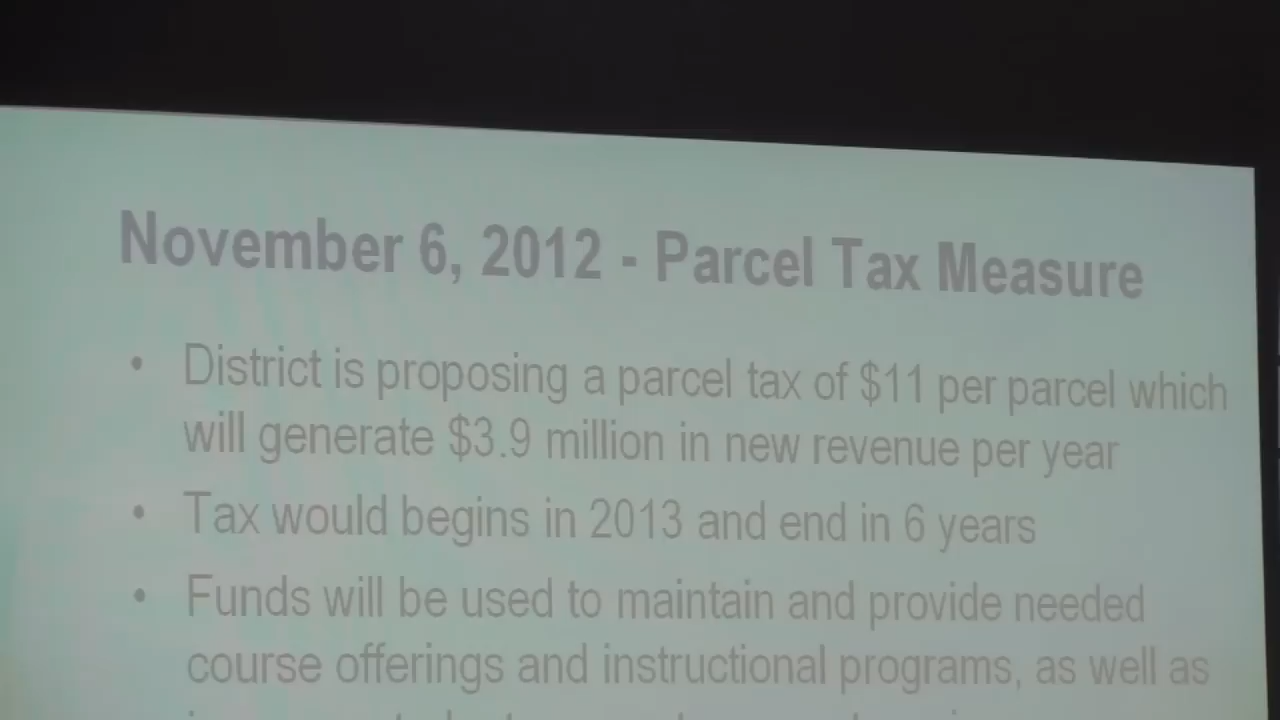 November 6, 2012 - Parcel Tax Measure
• District is proposing a parcel tax of $11 per parcel which
will generate $3.9 million in new revenue per year
• Tax would begins in 2013 and end in 6 years
• Funds will be used to maintain and provide needed
course offerings and instructional programs, as well as